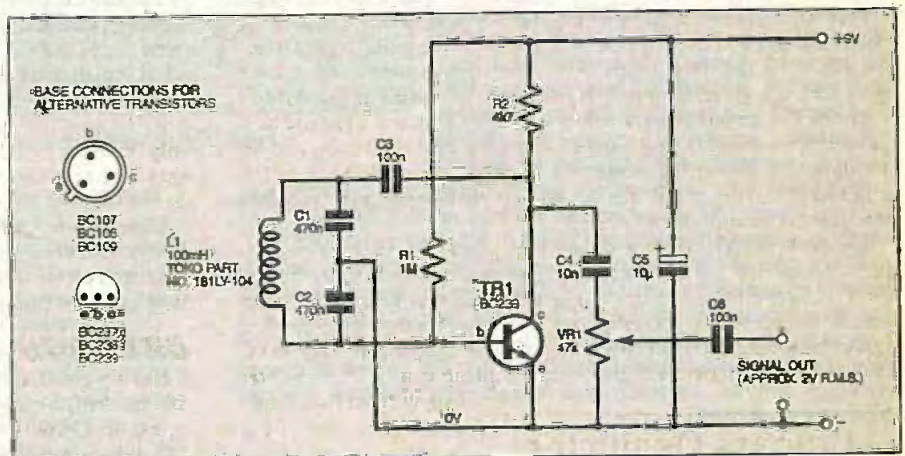 BASE CONNECTIONS FOR
ALTERNATIVE TRANSISTORS
b
BC107
BC108
BC109
BC239
L1
100mH
TOKO PART
NO. 181LY-104
C1
470n
C2
470n
C3
100n
R1
1M
R2
4k7
TR1
BC239
b
c
e
C4
10n
VR1
47k
C5
10µ
+
C6
100n
+9V
SIGNAL OUT
(APPROX. 2V R.M.S.)
0V